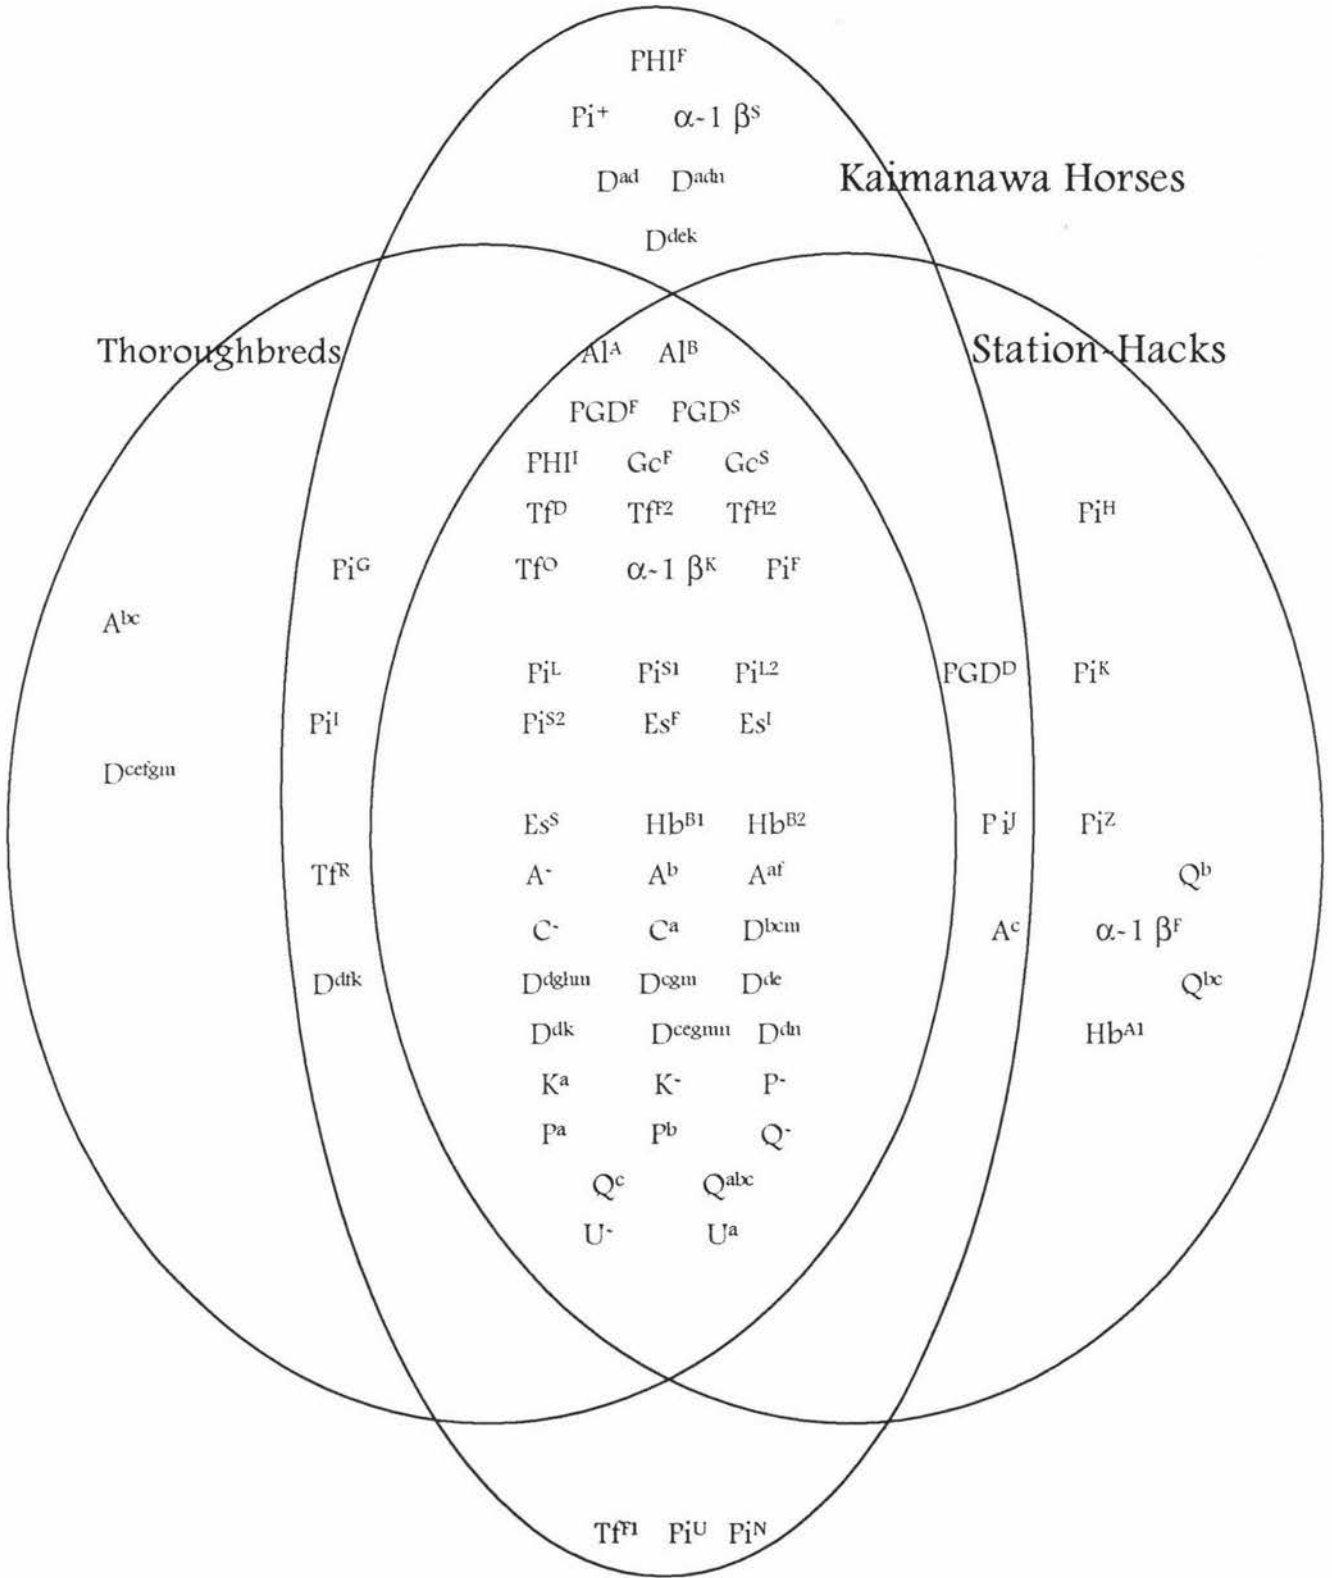 PHIᶠ
Pi⁺ α-1 βˢ
Kaimanawa Horses
Dᵃᵈ Dᵃᵈⁿ
Dᵈᵉᵏ
Thoroughbreds Alᴬ Alᴮ Station-Hacks
PGDᶠ PGDˢ
PHIᴵ Gcᶠ Gcˢ
Tfᴰ Tfᶠ² Tfᴴ² Piᴴ
Piᴳ Tfᴼ α-1 βᴷ Piᶠ
Aᵇᶜ
Piᴸ Piˢ¹ Piᴸ² PGDᴰ Piᴷ
Piᴵ Piˢ² Esᶠ Esᴵ
Dᶜᵉᶠᵍᵐ
Esˢ Hbᴮ¹ Hbᴮ² Piᴶ Piᶻ
Tfᴿ A⁻ Aᵇ Aᵃᶠ Qᵇ
C⁻ Cᵃ Dᵇᶜᵐ Aᶜ α-1 βᶠ
Dᵈᶠᵏ Dᵈᵍʰᵐ Dᶜᵍᵐ Dᵈᵉ Qᵇᶜ
Dᵈᵏ Dᶜᵉᵍᵐⁿ Dᵈⁿ Hbᴬ¹
Kᵃ K⁻ P⁻
Pᵃ Pᵇ Q⁻
Qᶜ Qᵃᵇᶜ
U⁻ Uᵃ
Tfᶠ¹ Piᵁ Piᴺ